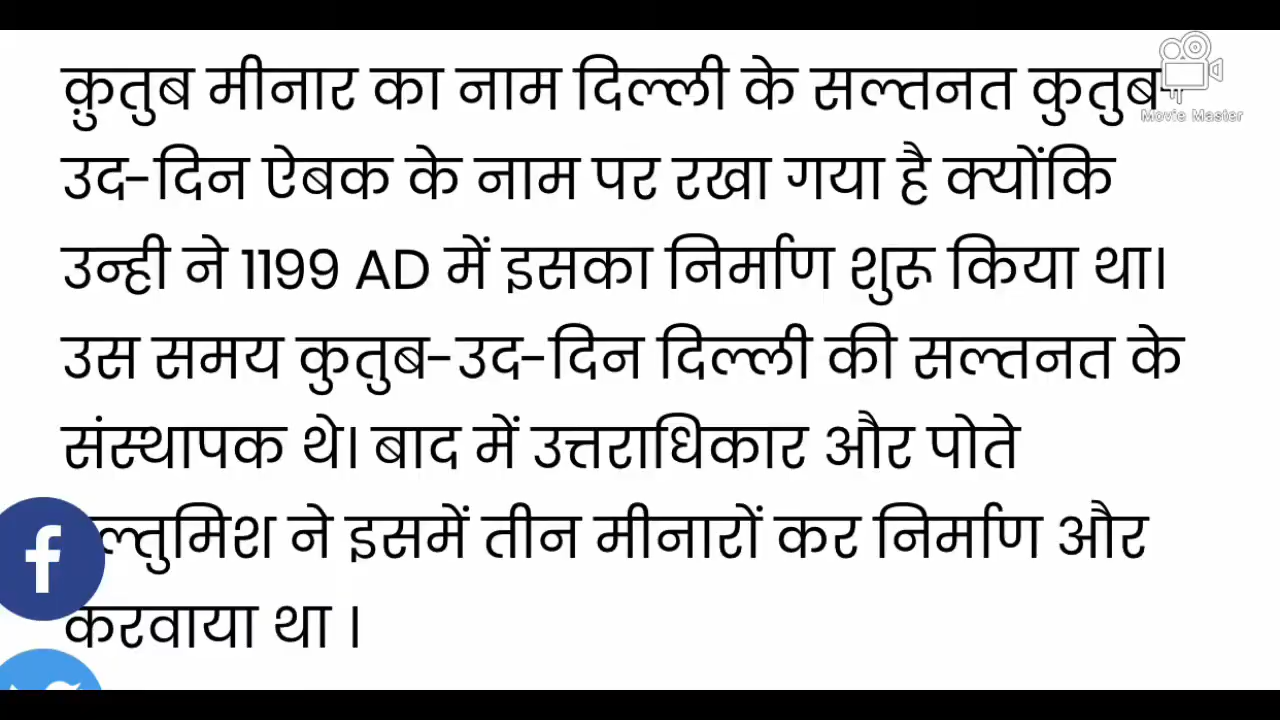 क़ुतुब मीनार का नाम दिल्ली के सल्तनत कुतुब-
Movie Master
उद-दिन ऐबक के नाम पर रखा गया है क्योंकि
उन्ही ने 1199 AD में इसका निर्माण शुरू किया था।
उस समय कुतुब-उद-दिन दिल्ली की सल्तनत के
संस्थापक थे। बाद में उत्तराधिकार और पोते
ने इसमें तीन मीनारों कर निर्माण और
करवाया था ।